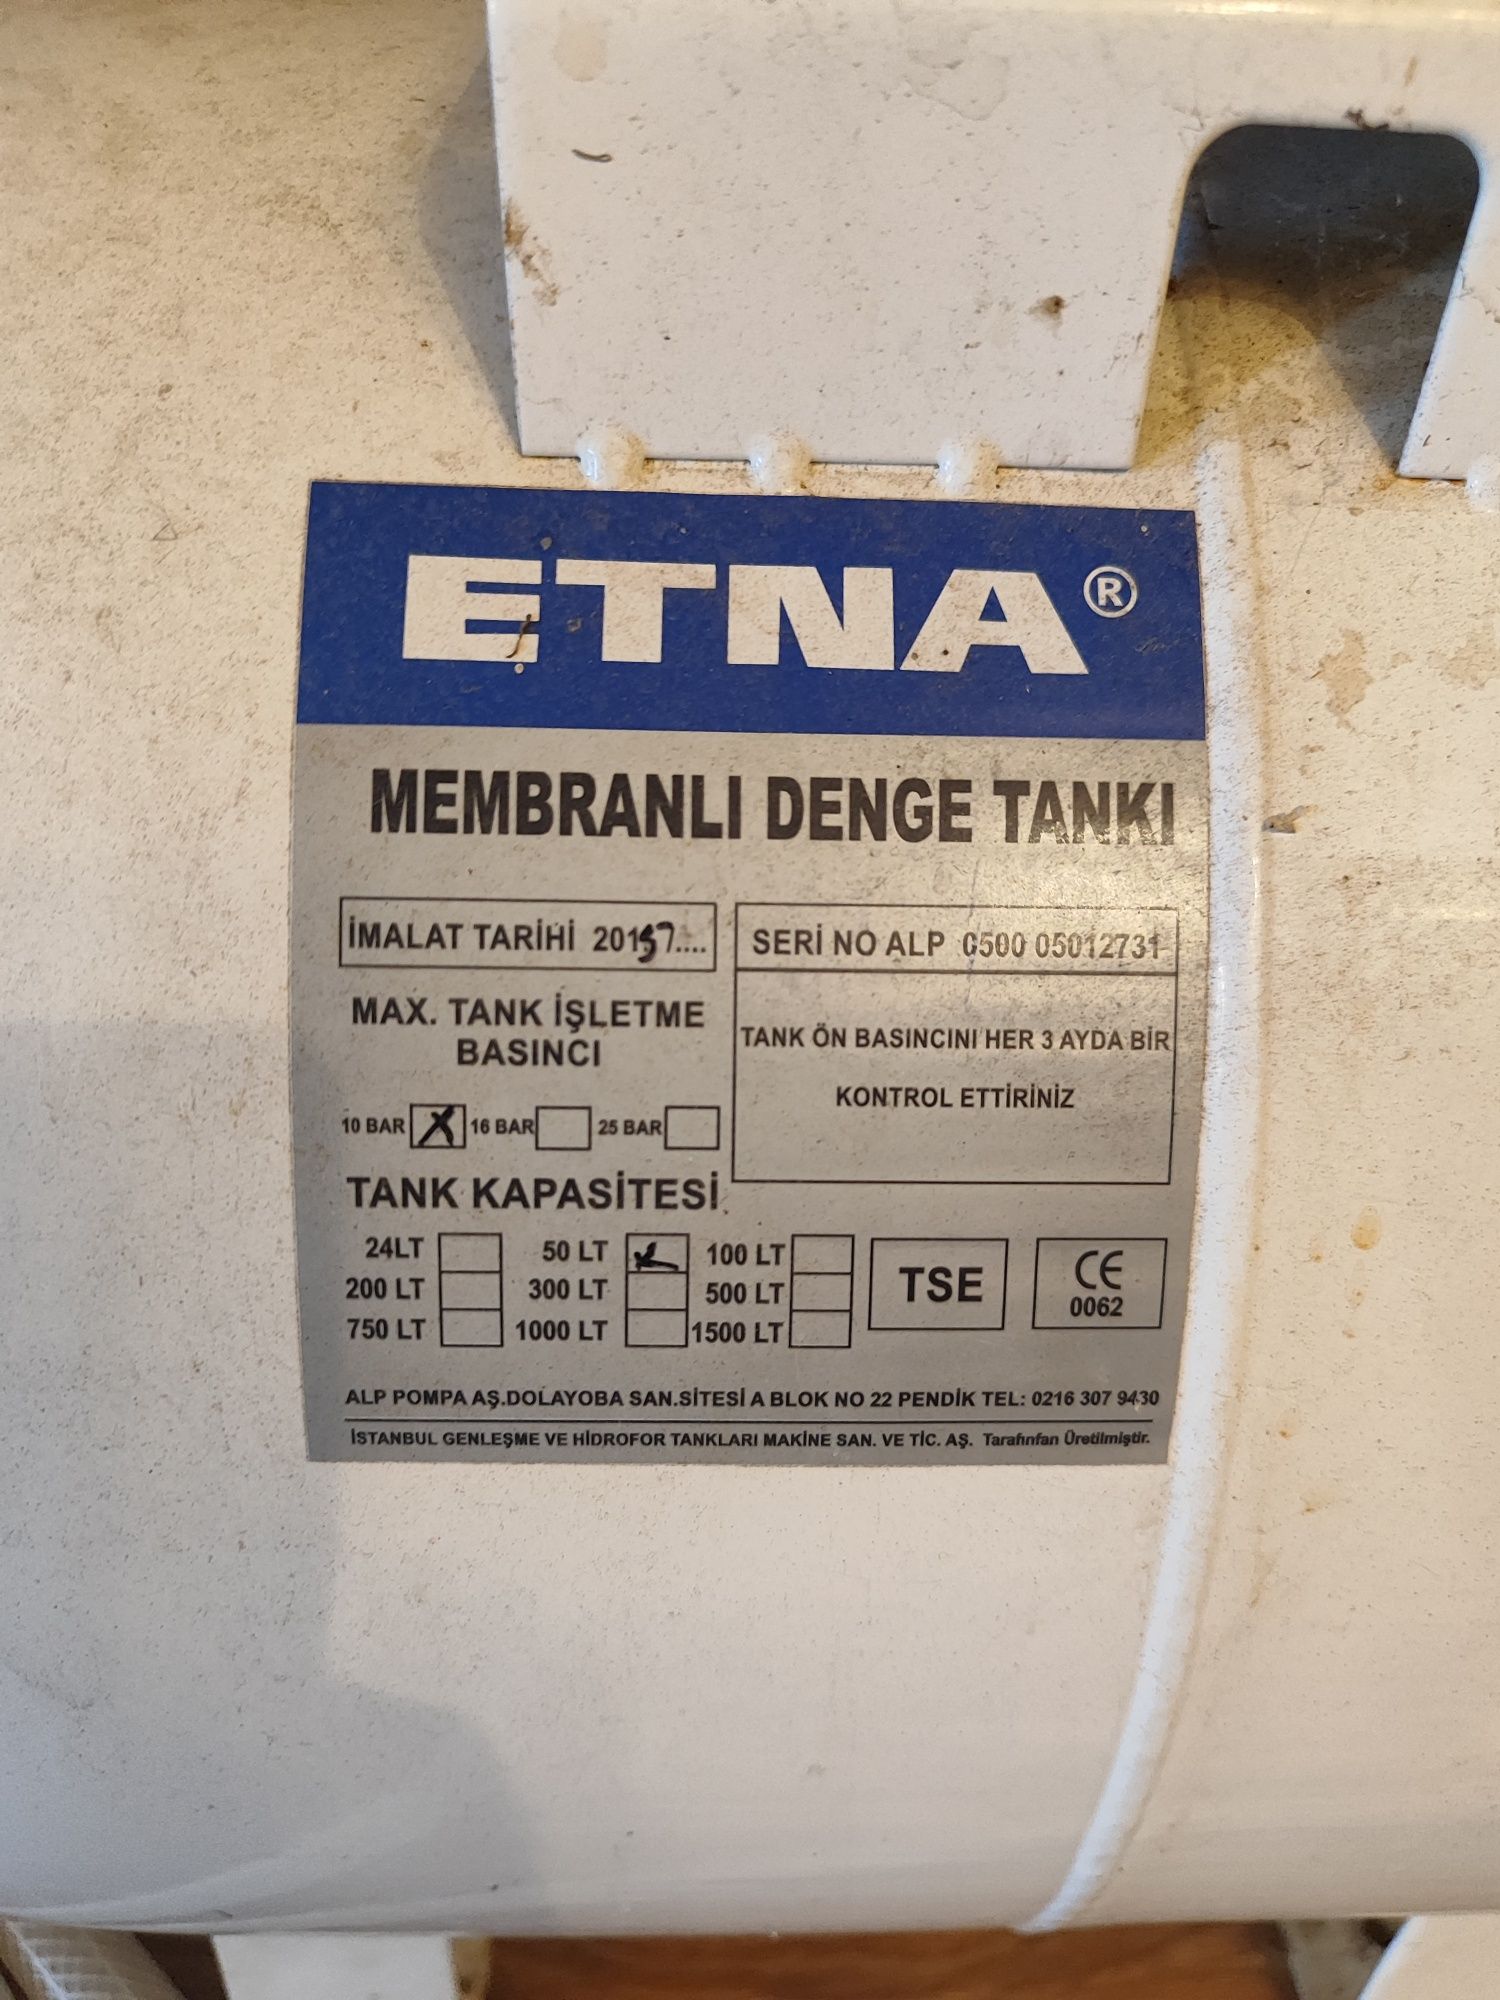 ETNA®
MEMBRANLI DENGE TANKI
İMALAT TARİHİ
SERİ NO ALP 0500 05012731
MAX. TANK İŞLETME
BASINCI
TANK ÖN BASINCINI HER 3 AYDA BİR
KONTROL ETTİRİNİZ
10 BAR X 16 BAR 25 BAR
TANK KAPASİTESİ
24LT 50 LT 100 LT
200 LT 300 LT 500 LT
750 LT 1000 LT 1500 LT
TSE
CE
0062
ALP POMPA AŞ.DOLAYOBA SAN.SİTESİ A BLOK NO 22 PENDİK TEL: 0216 307 9430
İSTANBUL GENLEŞME VE HİDROFOR TANKLARI MAKİNE SAN. VE TİC. AŞ. Tarafınfan Üretilmiştir.